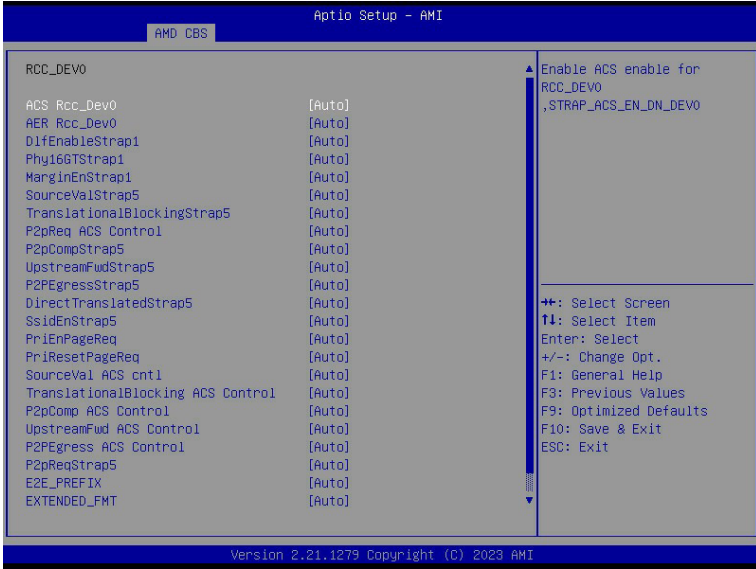 Aptio Setup - AMI
AMD CBS
RCC_DEV0
ACS Rcc_Dev0 [Auto]
AER Rcc_Dev0 [Auto]
DlfEnableStrap1 [Auto]
Phy16GTStrap1 [Auto]
MarginEnStrap1 [Auto]
SourceValStrap5 [Auto]
TranslationalBlockingStrap5 [Auto]
P2pReq ACS Control [Auto]
P2pCompStrap5 [Auto]
UpstreamFwdStrap5 [Auto]
P2PEgressStrap5 [Auto]
DirectTranslatedStrap5 [Auto]
SsidEnStrap5 [Auto]
PriEnPageReq [Auto]
PriResetPageReq [Auto]
SourceVal ACS cntl [Auto]
TranslationalBlocking ACS Control [Auto]
P2pComp ACS Control [Auto]
UpstreamFwd ACS Control [Auto]
P2PEgress ACS Control [Auto]
P2pReqStrap5 [Auto]
E2E_PREFIX [Auto]
EXTENDED_FMT [Auto]
Enable ACS enable for
RCC_DEV0
,STRAP_ACS_EN_DN_DEV0
→←: Select Screen
↑↓: Select Item
Enter: Select
+/-: Change Opt.
F1: General Help
F3: Previous Values
F9: Optimized Defaults
F10: Save & Exit
ESC: Exit
Version 2.21.1279 Copyright (C) 2023 AMI